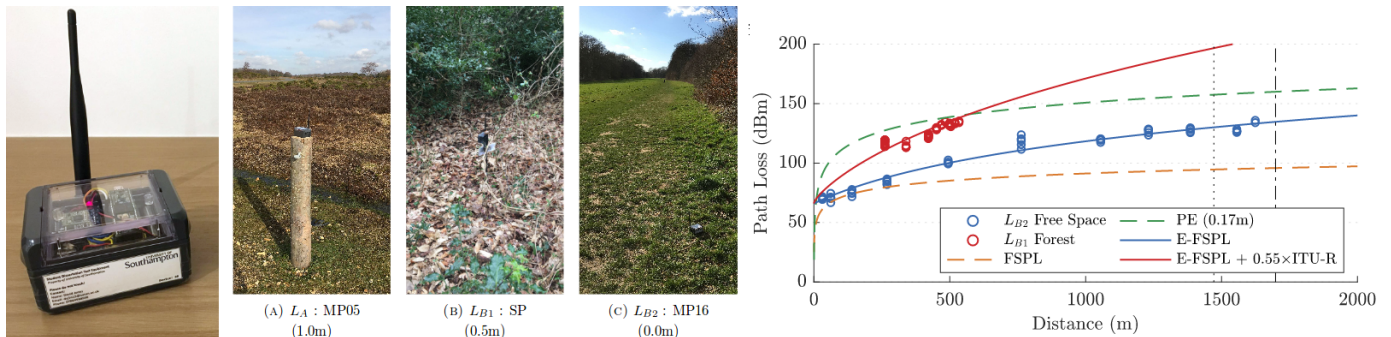 Southampton
(A) L_A : MP05
(1.0m)
(B) L_B1 : SP
(0.5m)
(C) L_B2 : MP16
(0.0m)
Path Loss (dBm)
200
150
100
50
0
0
500
1000
1500
2000
Distance (m)
L_B2 Free Space
L_B1 Forest
FSPL
PE (0.17m)
E-FSPL
E-FSPL + 0.55×ITU-R